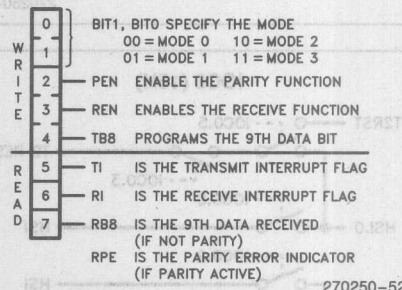 0 BIT1, BIT0 SPECIFY THE MODE
00 = MODE 0 10 = MODE 2
1 01 = MODE 1 11 = MODE 3
WRITE
2 PEN ENABLE THE PARITY FUNCTION
3 REN ENABLES THE RECEIVE FUNCTION
4 TB8 PROGRAMS THE 9TH DATA BIT
READ
5 TI IS THE TRANSMIT INTERRUPT FLAG
6 RI IS THE RECEIVE INTERRUPT FLAG
7 RB8 IS THE 9TH DATA RECEIVED
(IF NOT PARITY)
RPE IS THE PARITY ERROR INDICATOR
(IF PARITY ACTIVE)
270250-52